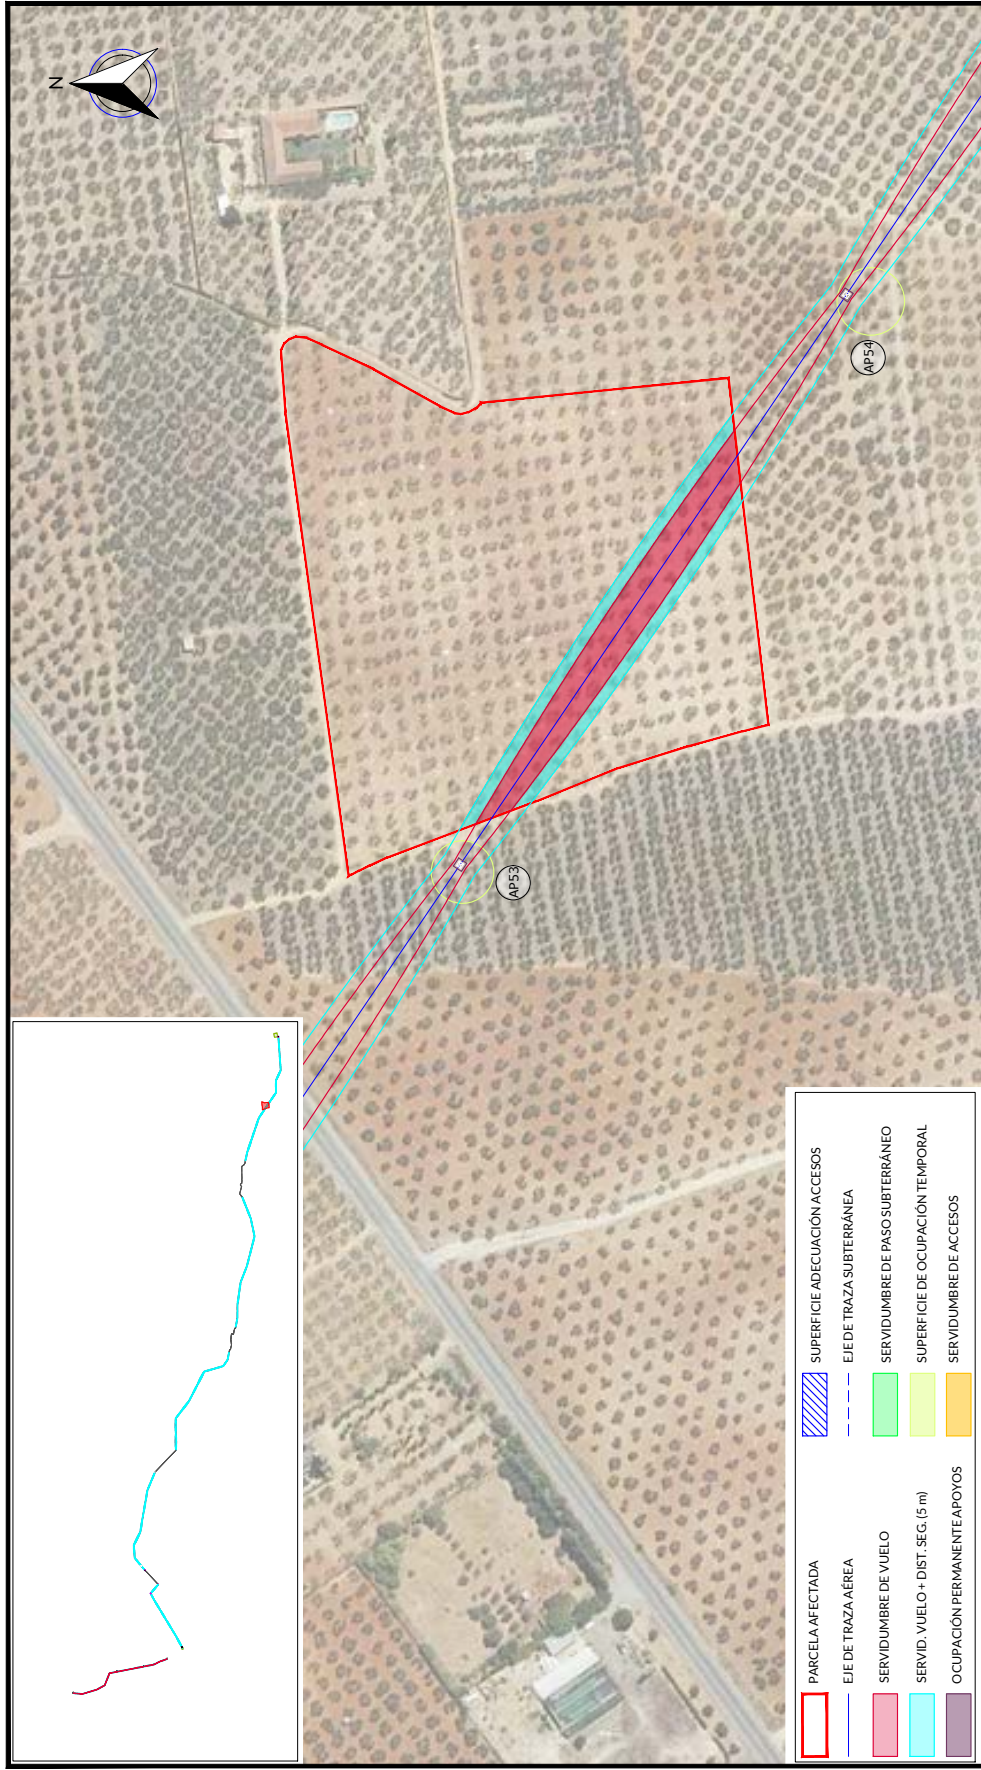 N
AP53
AP54
PARCELA AFECTADA
EJE DE TRAZA AÉREA
SERVIDUMBRE DE VUELO
SERVID. VUELO + DIST. SEG. (5 m)
OCUPACIÓN PERMANENTE APOYOS
SUPERFICIE ADECUACIÓN ACCESOS
EJE DE TRAZA SUBTERRÁNEA
SERVIDUMBRE DE PASO SUBTERRÁNEO
SUPERFICIE DE OCUPACIÓN TEMPORAL
SERVIDUMBRE DE ACCESOS